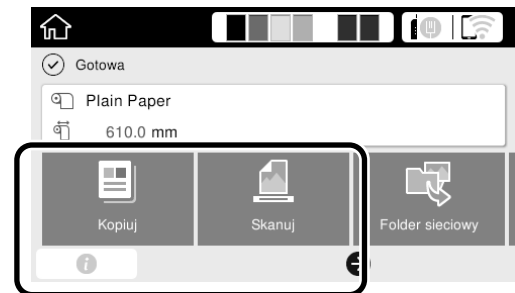 Gotowa
Plain Paper
610.0 mm
Kopiuj
Skanuj
Folder sieciowy